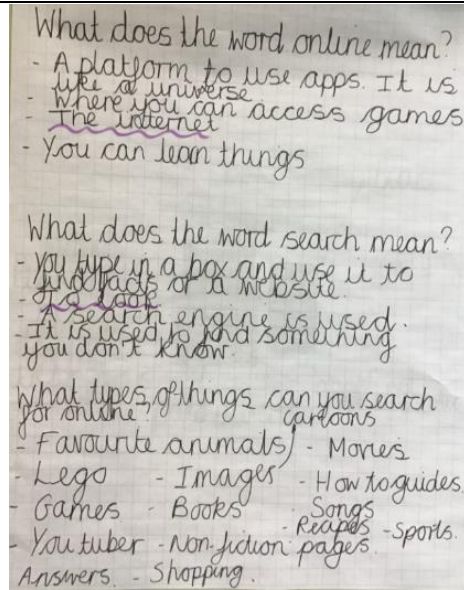 What does the word online mean?
- A platform to use apps. It is
like a universe
- Where you can access games
- The internet
- You can learn things
What does the word search mean?
- You type in a box and use it to
find facts or a website.
- To look
- A search engine is used.
- It is used to find something
you don't know.
What types of things can you search
for online?
cartoons
- Favourite animals/ - Movies
- Lego - Images - How to guides
- Games - Books - Songs
- Recipes - Sports.
- Youtuber - Non-fiction pages.
Answers. - Shopping.